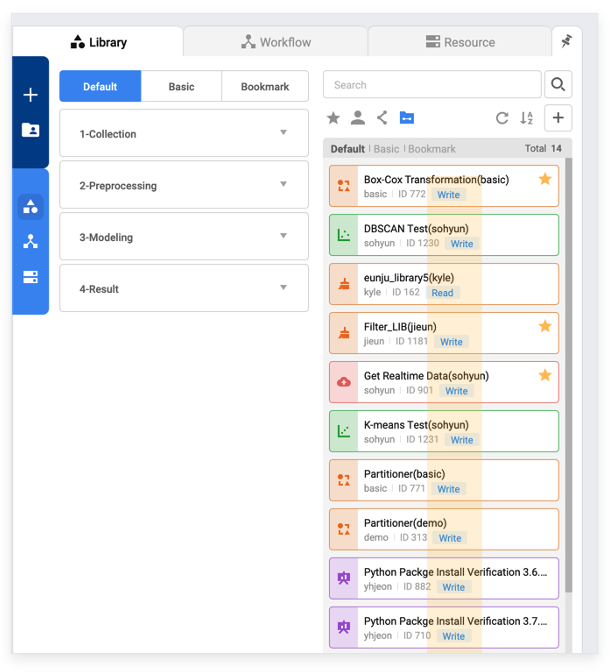 Library
Workflow
Resource
Default
Basic
Bookmark
1-Collection
2-Preprocessing
3-Modeling
4-Result
Search
Default | Basic | Bookmark
Total 14
Box-Cox Transformation(basic)
basic | ID 772 Write
DBSCAN Test(sohyun)
sohyun | ID 1230 Write
eunju_library5(kyle)
kyle | ID 162 Read
Filter_LIB(jieun)
jieun | ID 1181 Write
Get Realtime Data(sohyun)
sohyun | ID 901 Write
K-means Test(sohyun)
sohyun | ID 1231 Write
Partitioner(basic)
basic | ID 771 Write
Partitioner(demo)
demo | ID 313 Write
Python Packge Install Verification 3.6....
yhjeon | ID 882 Write
Python Packge Install Verification 3.7....
yhjeon | ID 710 Write